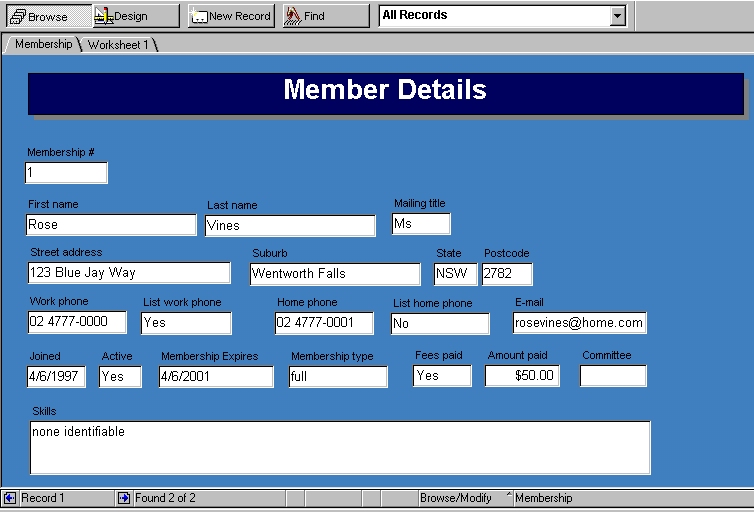 Browse Design New Record Find All Records
Membership Worksheet 1
Member Details
Membership #
1
First name Last name Mailing title
Rose Vines Ms
Street address Suburb State Postcode
123 Blue Jay Way Wentworth Falls NSW 2782
Work phone List work phone Home phone List home phone E-mail
02 4777-0000 Yes 02 4777-0001 No rosevines@home.com
Joined Active Membership Expires Membership type Fees paid Amount paid Committee
4/6/1997 Yes 4/6/2001 full Yes $50.00
Skills
none identifiable
Record 1 Found 2 of 2 Browse/Modify ^ Membership